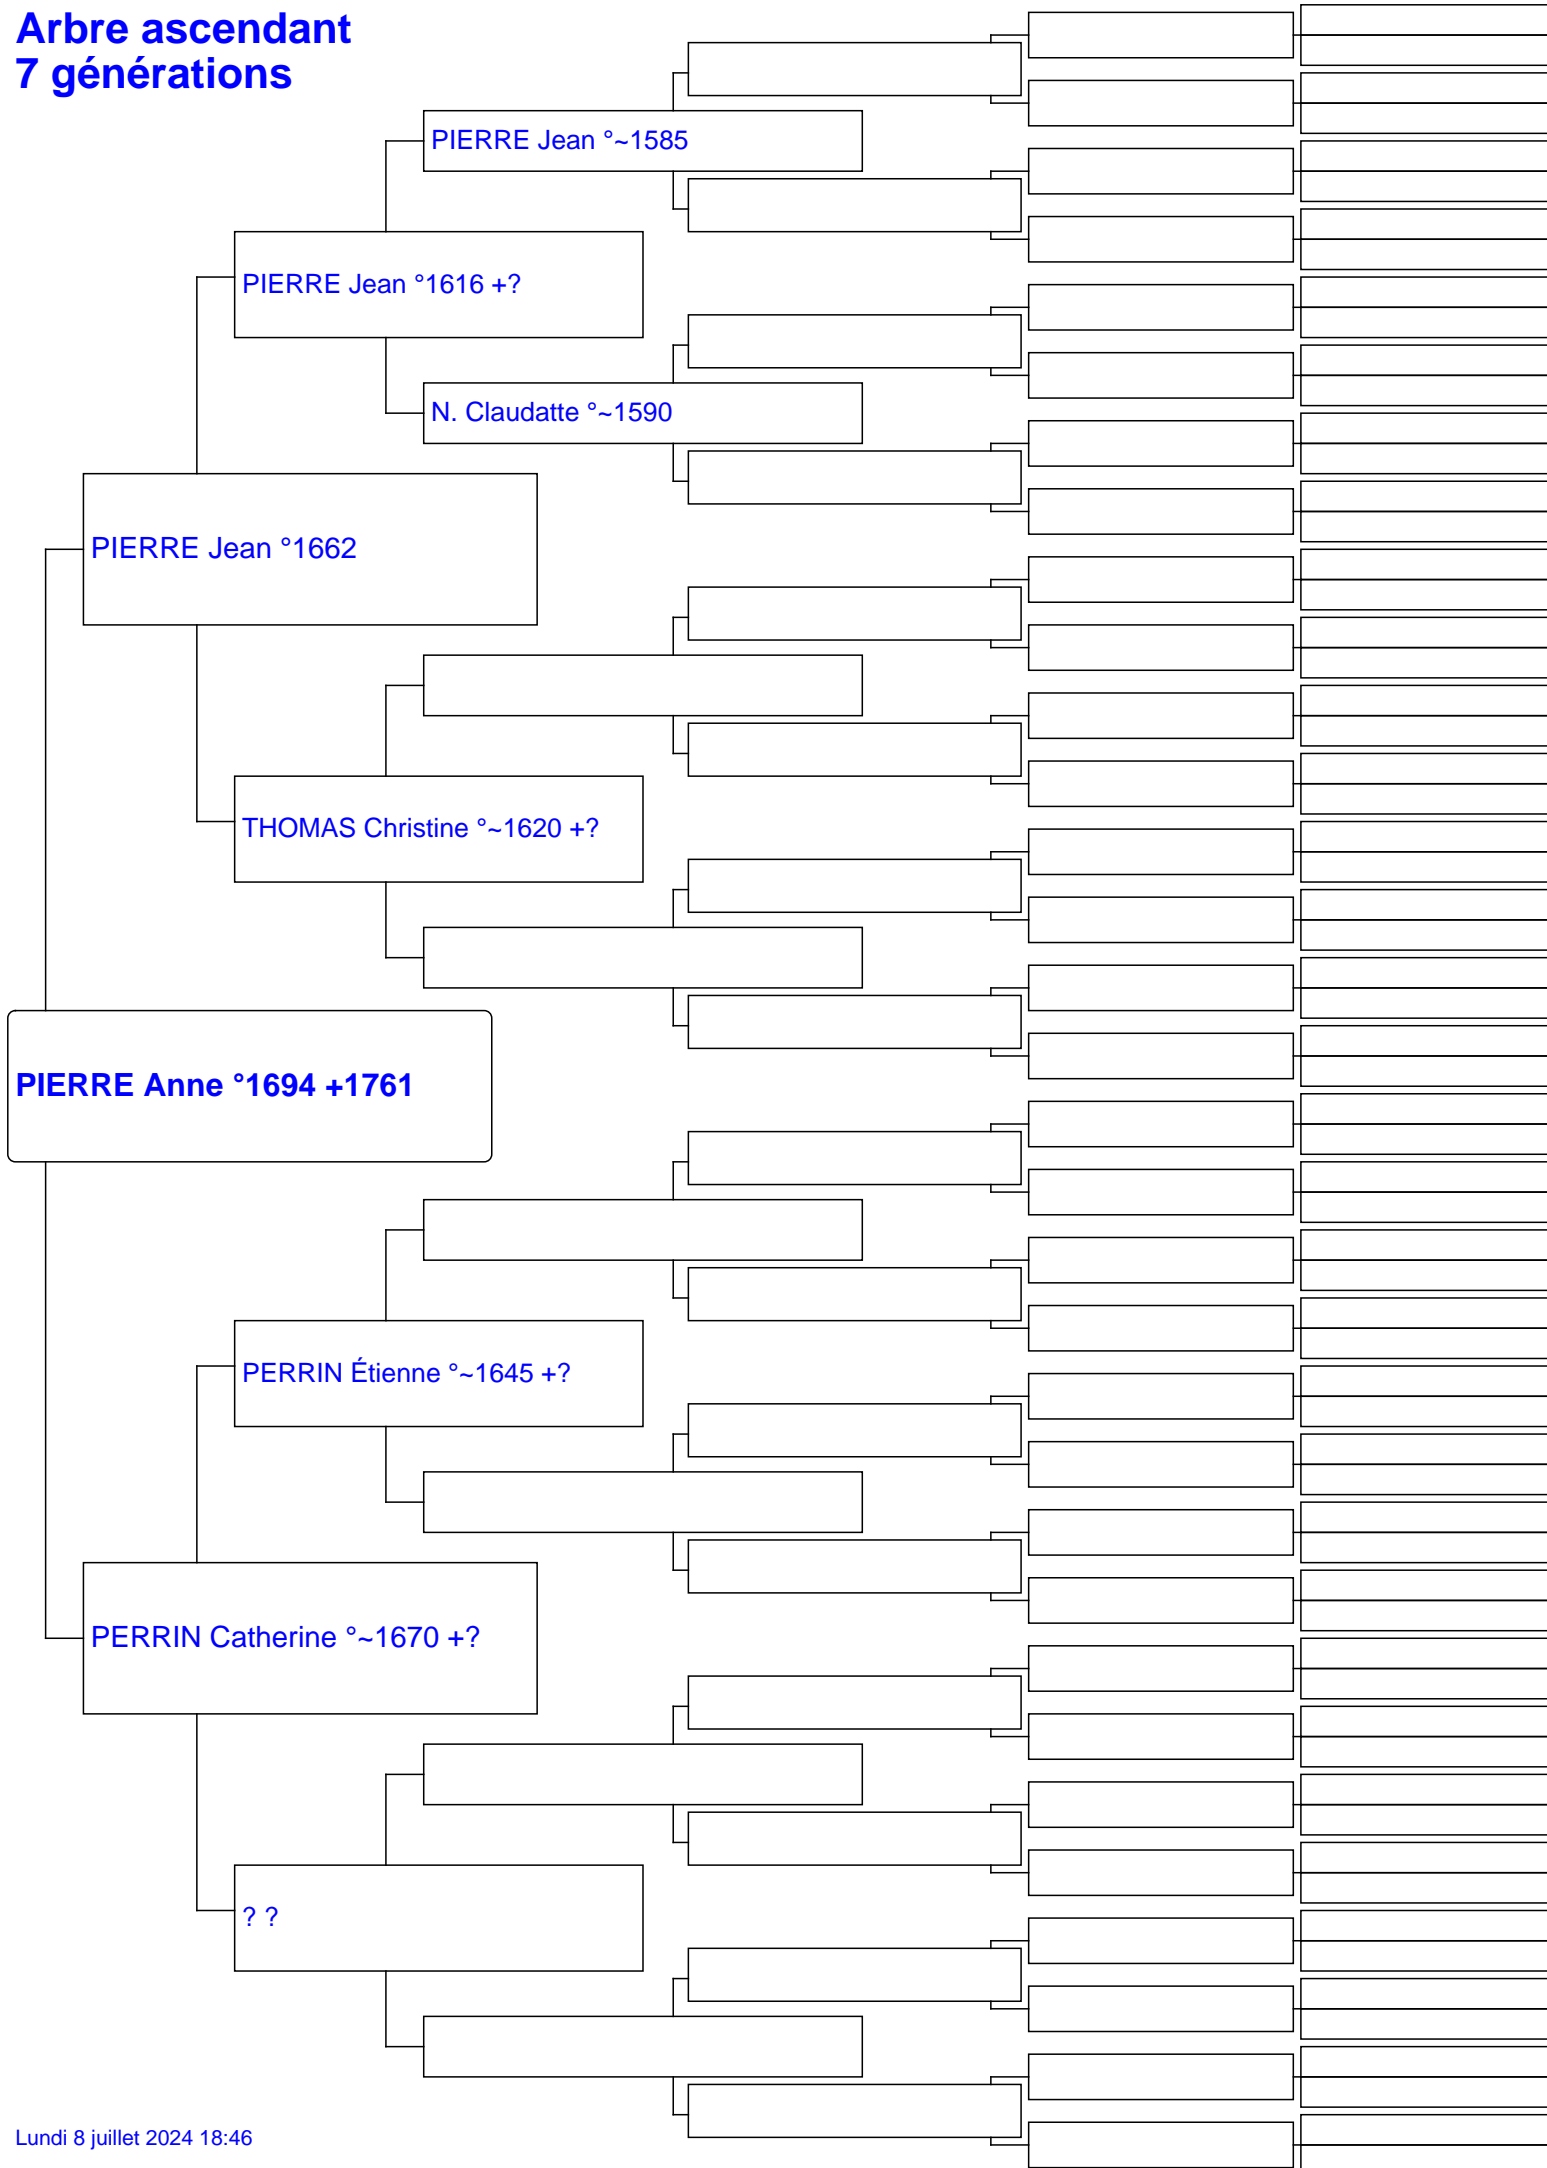 Arbre ascendant
7 générations
PIERRE Jean °~1585
PIERRE Jean °1616 +?
N. Claudatte °~1590
PIERRE Jean °1662
THOMAS Christine °~1620 +?
PIERRE Anne °1694 +1761
PERRIN Étienne °~1645 +?
PERRIN Catherine °~1670 +?
? ?
Lundi 8 juillet 2024 18:46